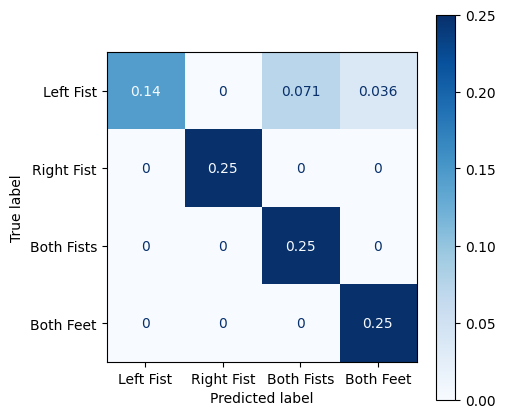 0.25
Left Fist 0.14 0 0.071 0.036
0.20
Right Fist 0 0.25 0 0
0.15
True label
0.10
Both Fists 0 0 0.25 0
0.05
Both Feet 0 0 0 0.25
0.00
Left Fist Right Fist Both Fists Both Feet
Predicted label